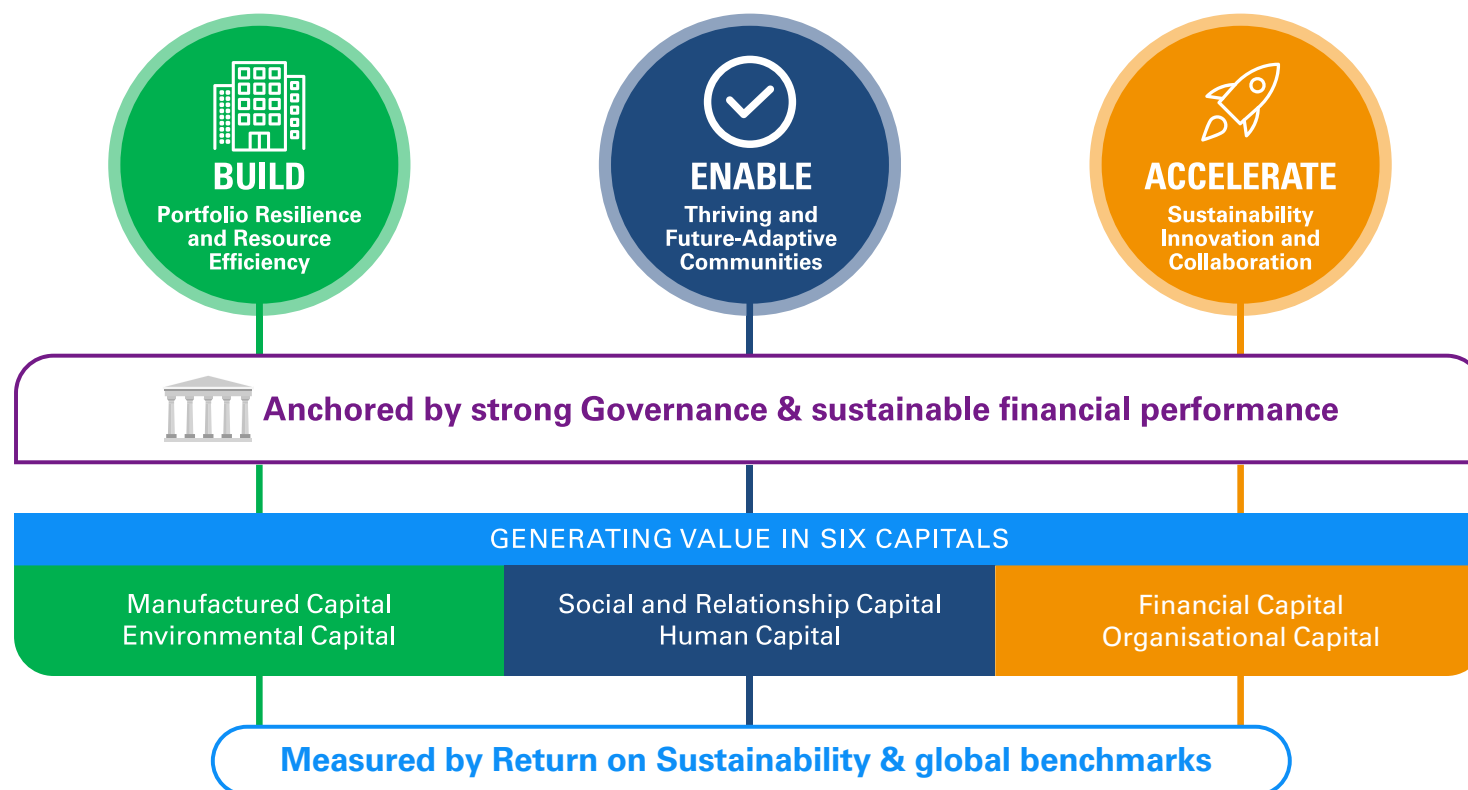 BUILD
Portfolio Resilience
and Resource
Efficiency
ENABLE
Thriving and
Future-Adaptive
Communities
ACCELERATE
Sustainability
Innovation and
Collaboration
Anchored by strong Governance & sustainable financial performance
GENERATING VALUE IN SIX CAPITALS
Manufactured Capital
Environmental Capital
Social and Relationship Capital
Human Capital
Financial Capital
Organisational Capital
Measured by Return on Sustainability & global benchmarks